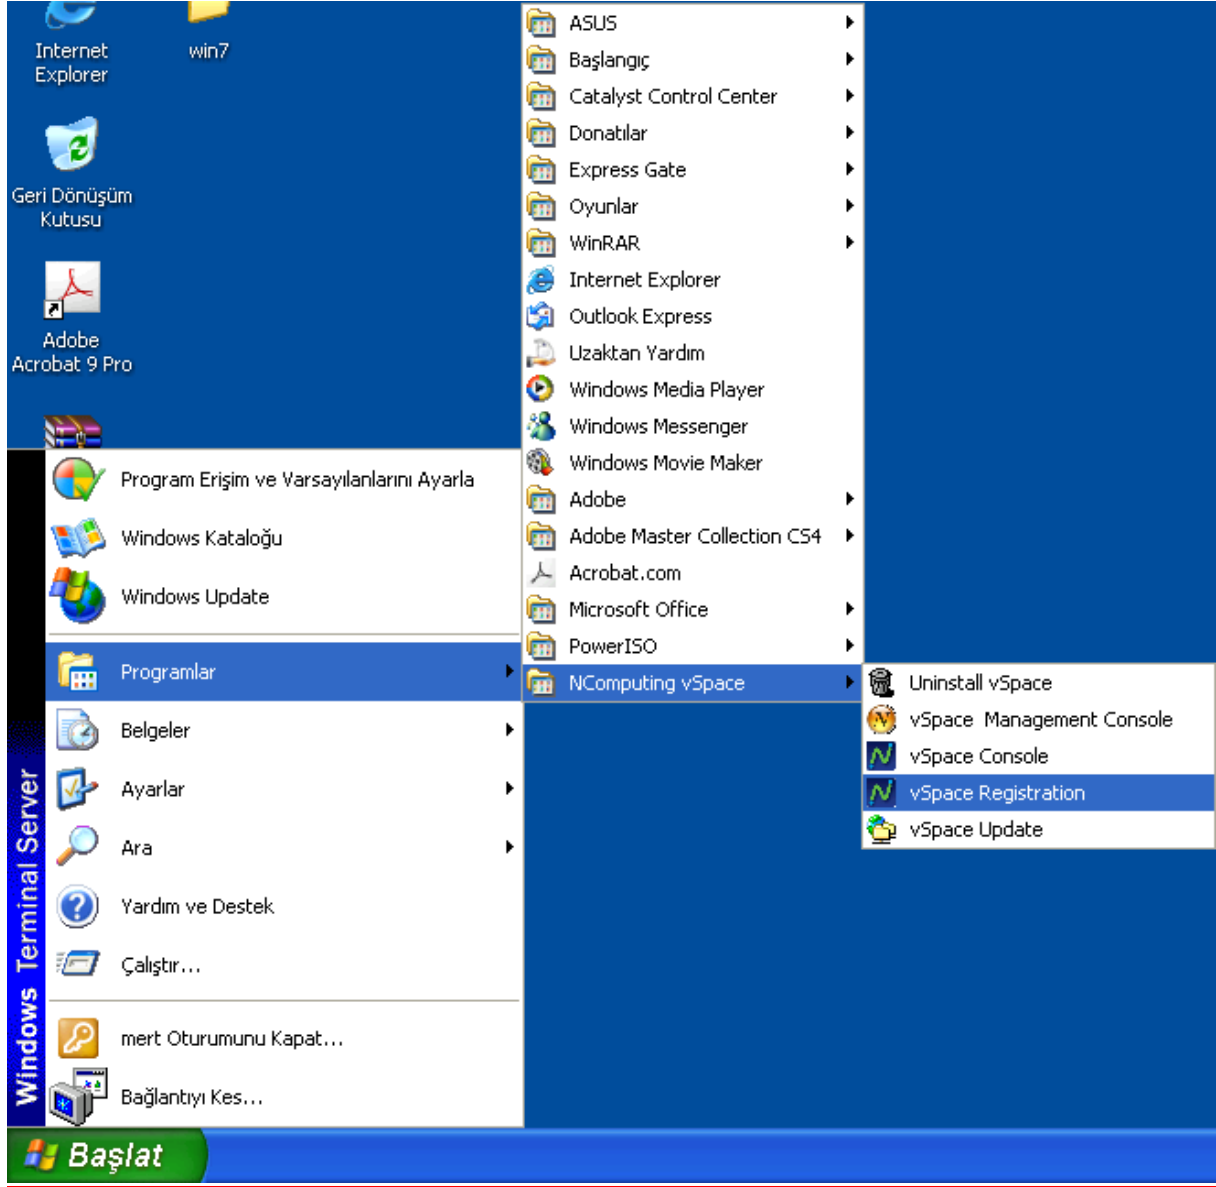 Internet
Explorer
win7
Geri Dönüşüm
Kutusu
Adobe
Acrobat 9 Pro
Program Erişim ve Varsayılanlarını Ayarla
Windows Kataloğu
Windows Update
Programlar
Belgeler
Ayarlar
Ara
Yardım ve Destek
Çalıştır...
mert Oturumunu Kapat...
Bağlantıyı Kes...
Windows Terminal Server
Başlat
ASUS
Başlangıç
Catalyst Control Center
Donatılar
Express Gate
Oyunlar
WinRAR
Internet Explorer
Outlook Express
Uzaktan Yardım
Windows Media Player
Windows Messenger
Windows Movie Maker
Adobe
Adobe Master Collection CS4
Acrobat.com
Microsoft Office
PowerISO
NComputing vSpace
Uninstall vSpace
vSpace  Management Console
vSpace Console
vSpace Registration
vSpace Update